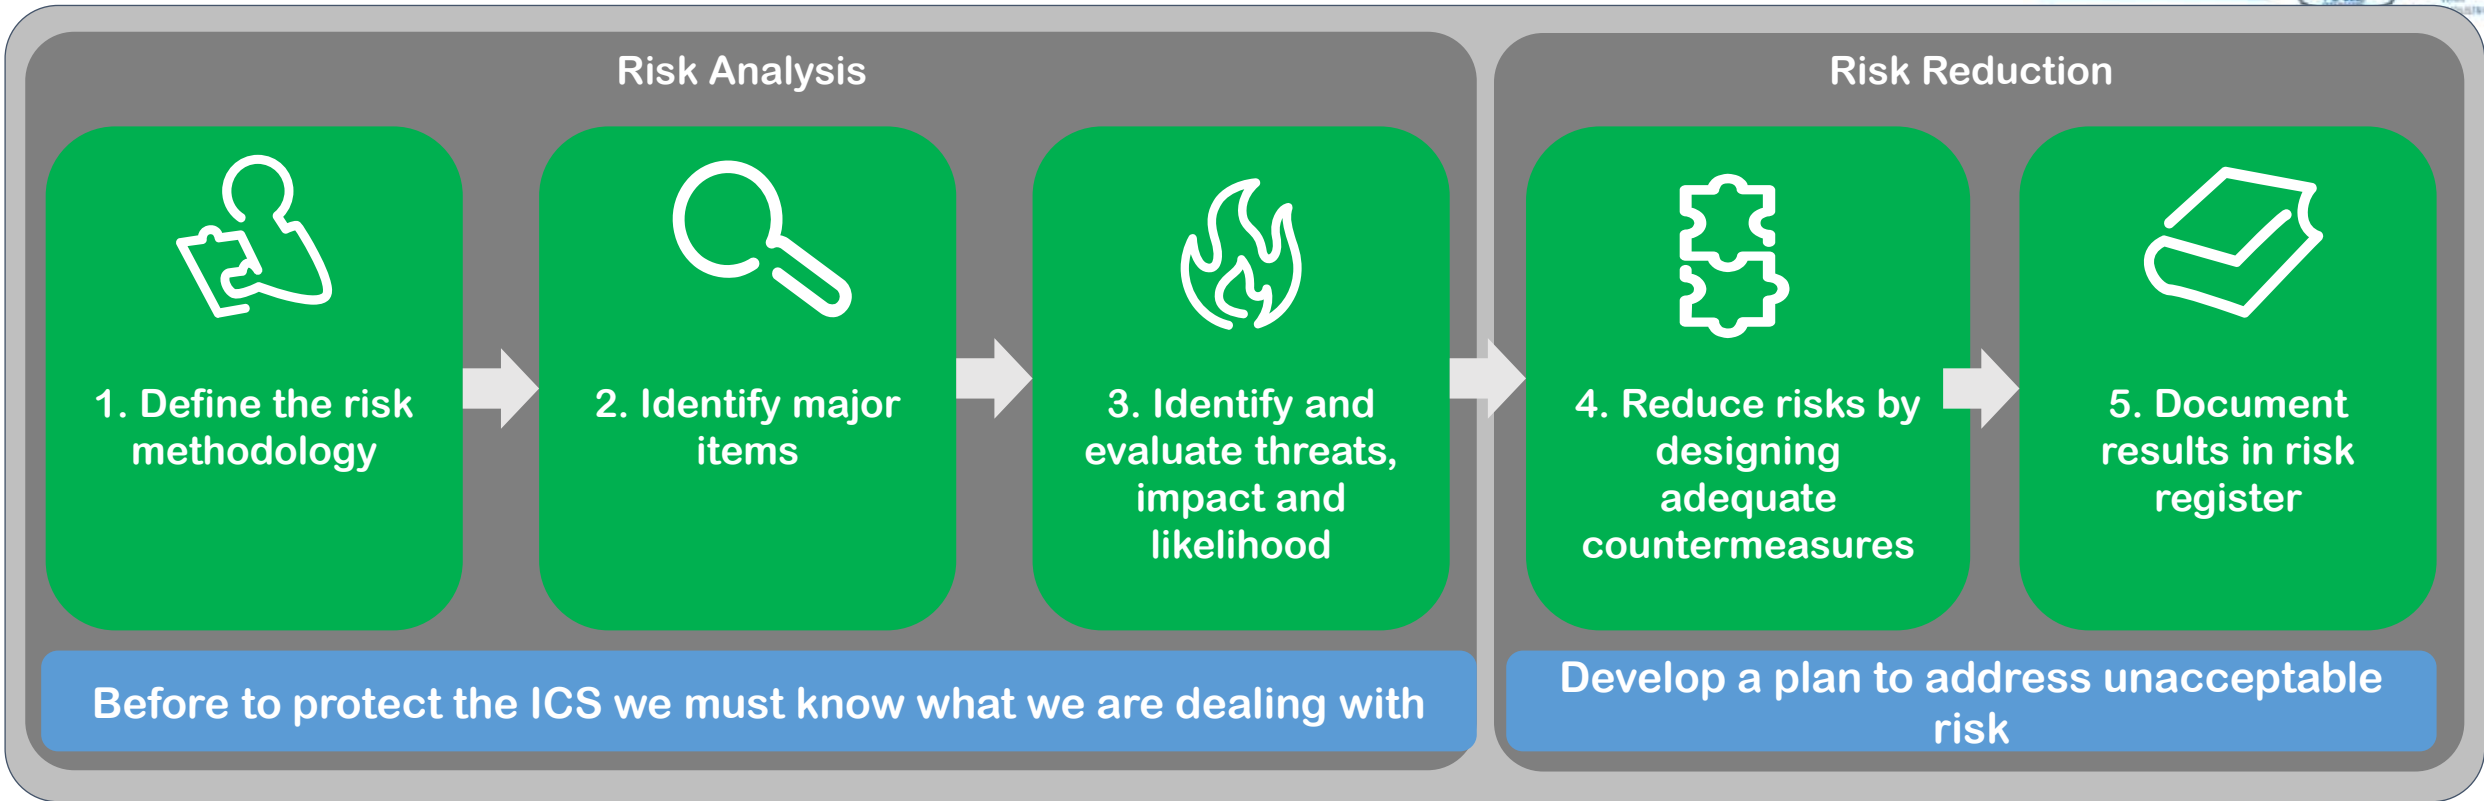 Risk Analysis
1. Define the risk
methodology
2. Identify major
items
3. Identify and
evaluate threats,
impact and
likelihood
Before to protect the ICS we must know what we are dealing with
Risk Reduction
4. Reduce risks by
designing
adequate
countermeasures
5. Document
results in risk
register
Develop a plan to address unacceptable
risk